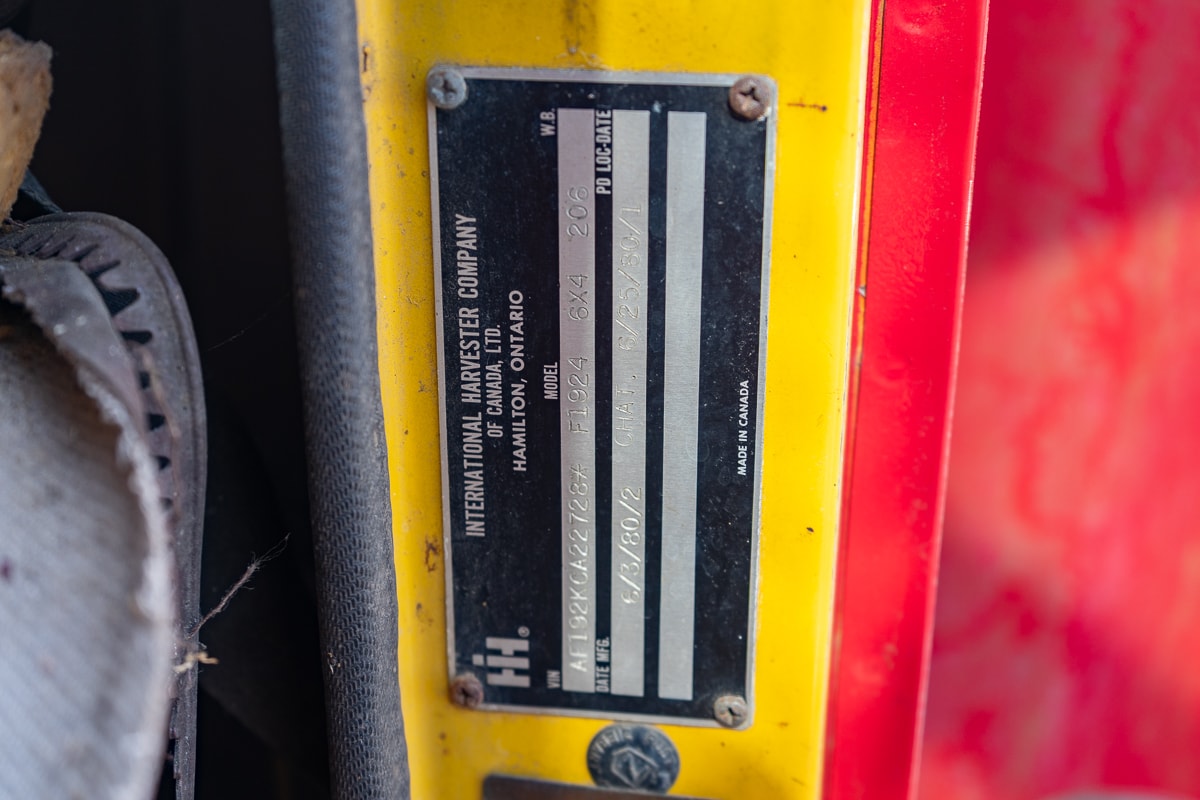 INTERNATIONAL HARVESTER COMPANY
OF CANADA, LTD.
HAMILTON, ONTARIO
IH®
VIN MODEL W.B.
AF192KCA22728* F1924 6X4 206
DATE MFG. PD LOC-DATE
6/3/80/2 CHAT. 6/25/80/1
MADE IN CANADA